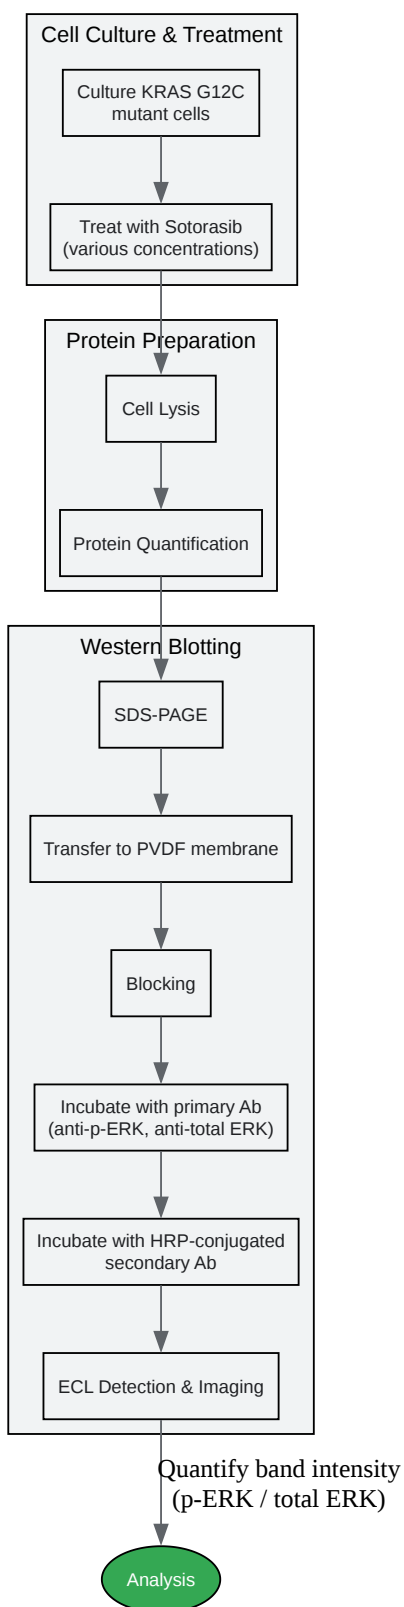 Cell Culture & Treatment
Culture KRAS G12C
mutant cells
Treat with Sotorasib
(various concentrations)
Protein Preparation
Cell Lysis
Protein Quantification
Western Blotting
SDS-PAGE
Transfer to PVDF membrane
Blocking
Incubate with primary Ab
(anti-p-ERK, anti-total ERK)
Incubate with HRP-conjugated
secondary Ab
ECL Detection & Imaging
Quantify band intensity
(p-ERK / total ERK)
Analysis